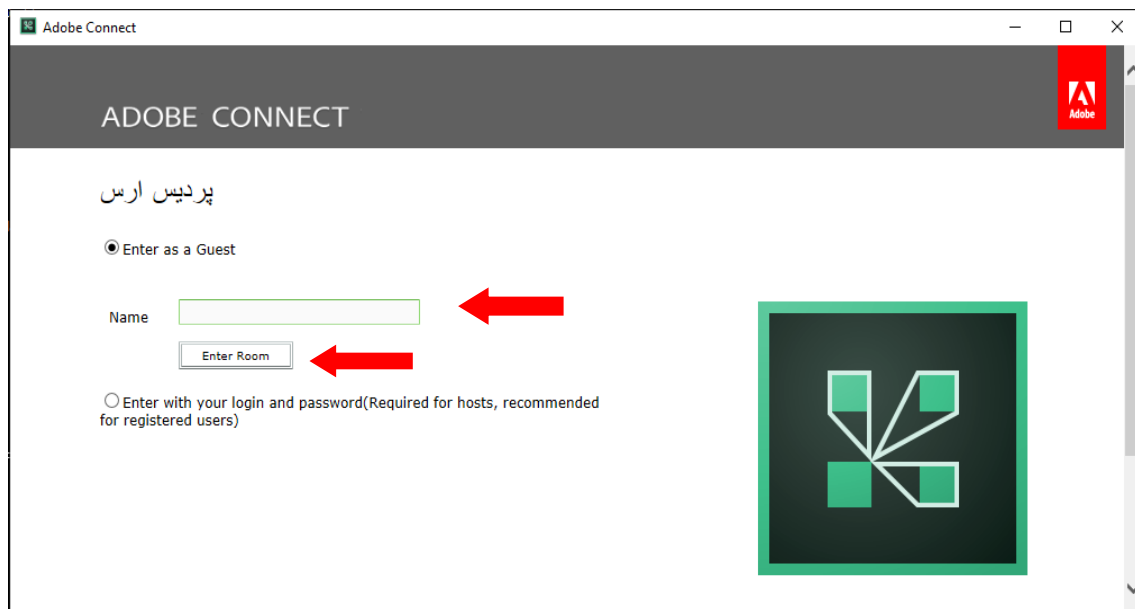 Adobe Connect
ADOBE CONNECT
Adobe
پردیس ارس
Enter as a Guest
Name
Enter Room
Enter with your login and password(Required for hosts, recommended
for registered users)